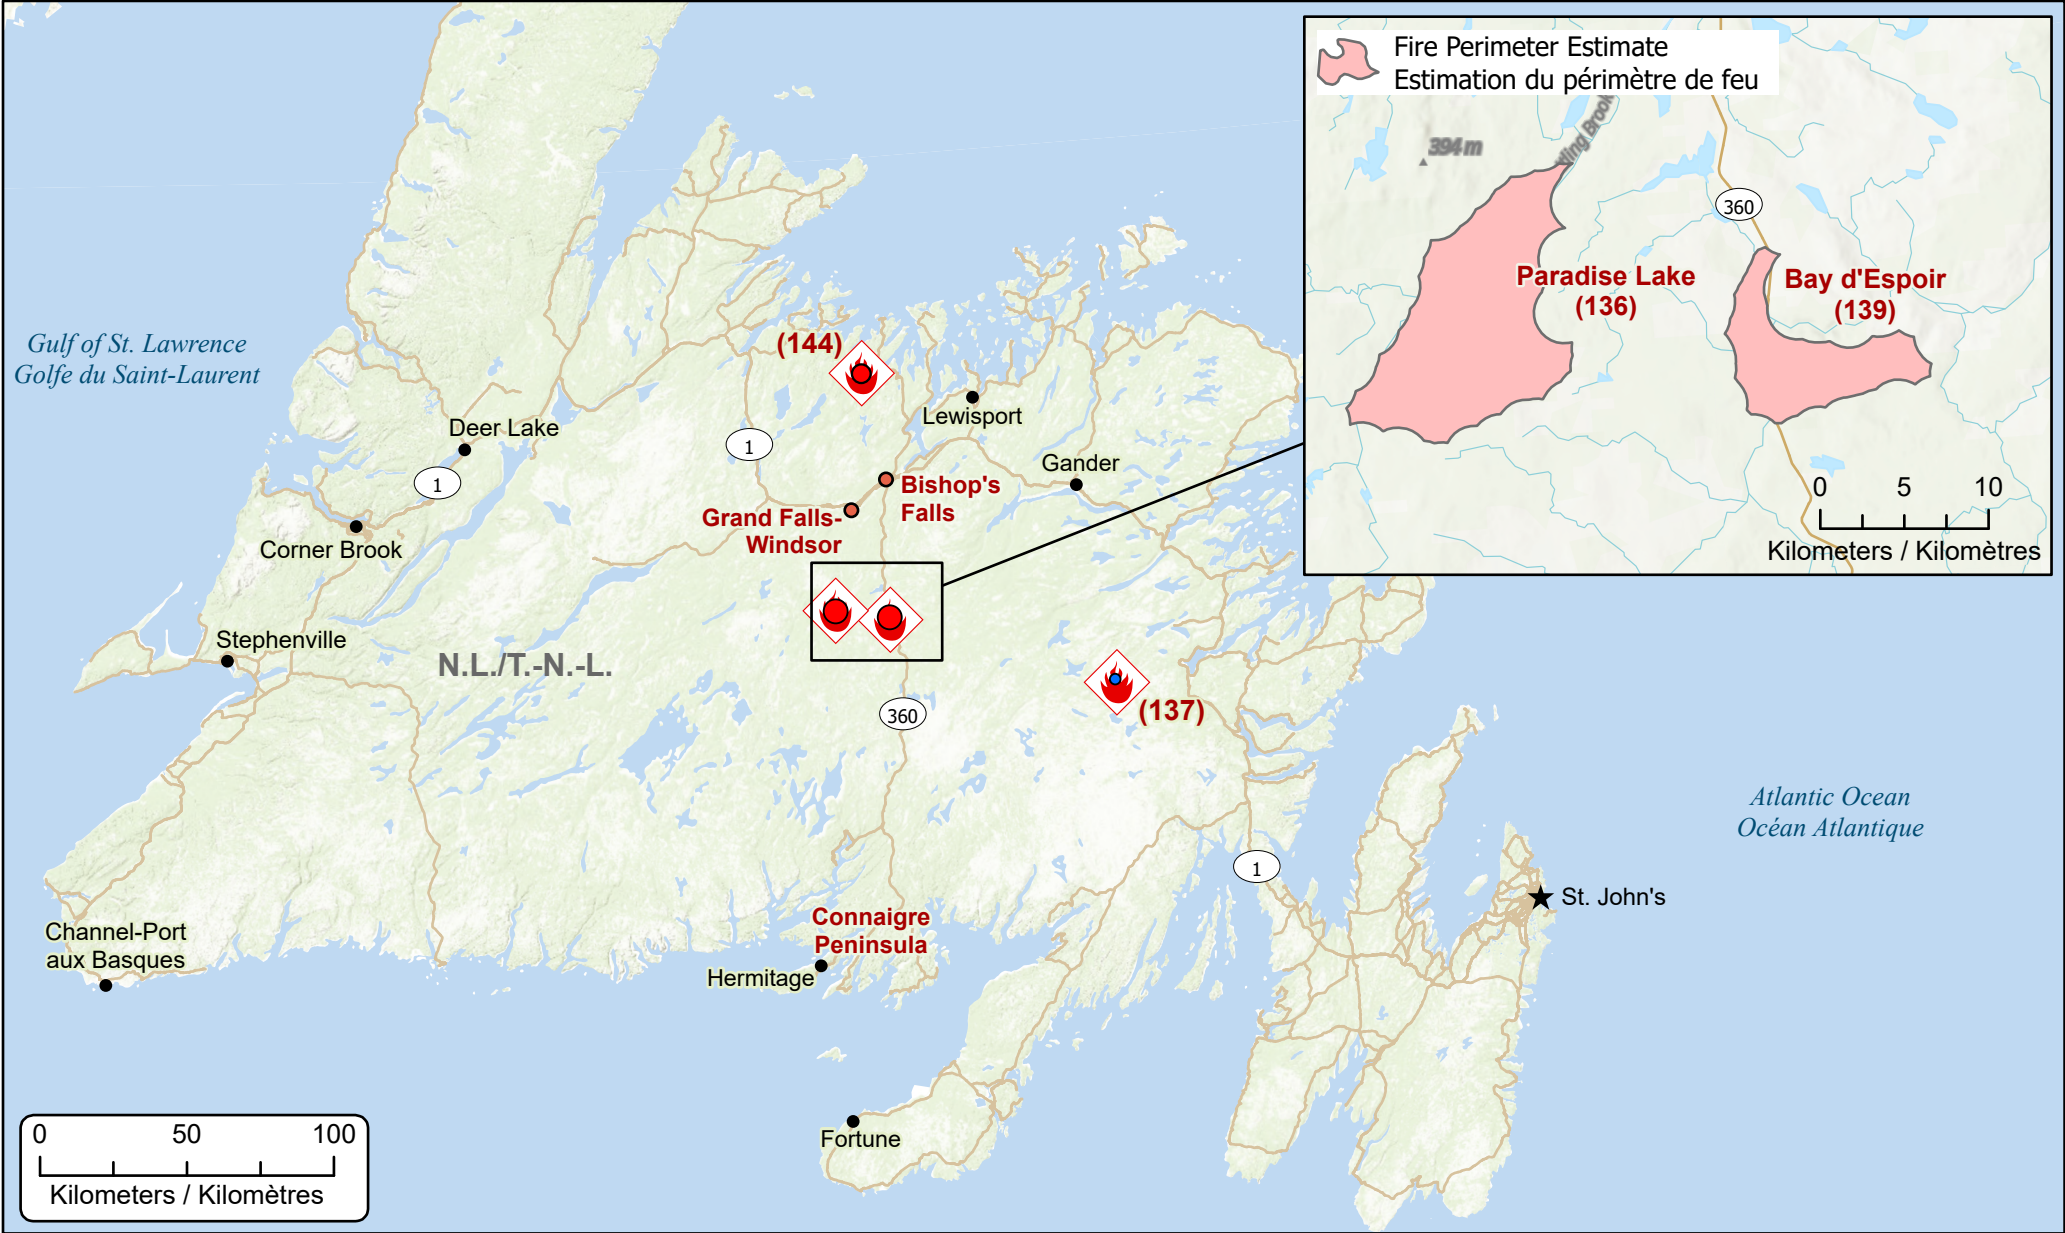 Fire Perimeter Estimate
Estimation du périmètre de feu
394 m
Brook
360
Paradise Lake
(136)
Bay d'Espoir
(139)
0 5 10
Kilometers / Kilomètres
Gulf of St. Lawrence
Golfe du Saint-Laurent
(144)
Lewisport
Deer Lake
1
1
Gander
Bishop's
Falls
Grand Falls-
Windsor
Corner Brook
Stephenville
N.L./T.-N.-L.
(137)
360
Atlantic Ocean
Océan Atlantique
1
St. John's
Connaigre
Peninsula
Hermitage
Channel-Port
aux Basques
Fortune
0 50 100
Kilometers / Kilomètres